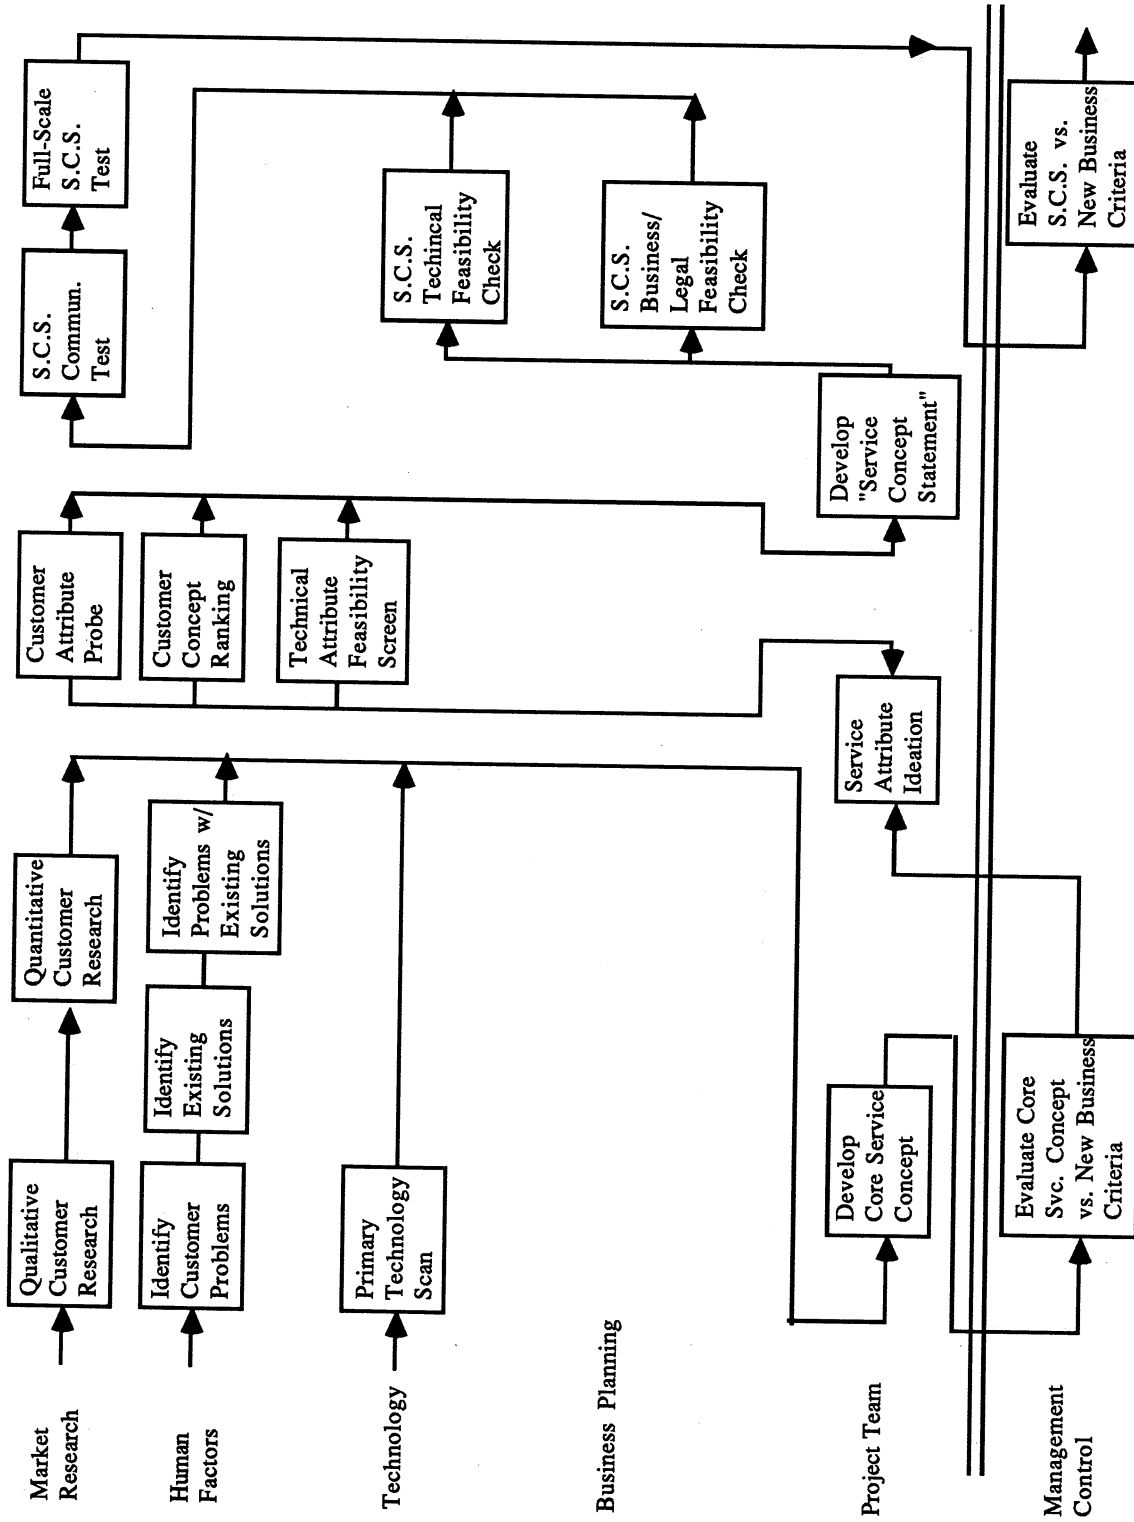 Market
Research
Qualitative
Customer
Research
Quantitative
Customer
Research
Customer
Attribute
Probe
S.C.S.
Commun.
Test
Full-Scale
S.C.S.
Test
Human
Factors
Identify
Customer
Problems
Identify
Existing
Solutions
Identify
Problems w/
Existing
Solutions
Customer
Concept
Ranking
Technology
Primary
Technology
Scan
Technical
Attribute
Feasibility
Screen
S.C.S.
Techincal
Feasibility
Check
Business Planning
S.C.S.
Business/
Legal
Feasibility
Check
Project Team
Develop
Core Service
Concept
Service
Attribute
Ideation
Develop
"Service
Concept
Statement"
Management
Control
Evaluate Core
Svc. Concept
vs. New Business
Criteria
Evaluate
S.C.S. vs.
New Business
Criteria